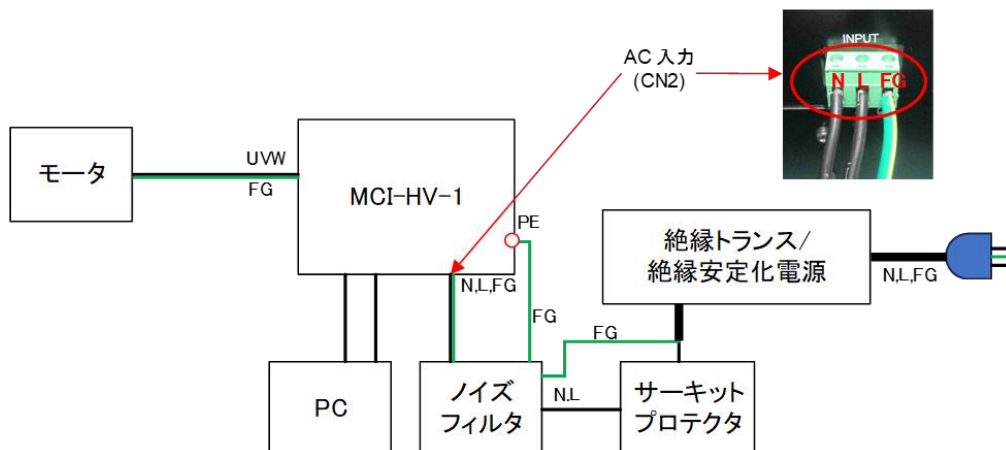 INPUT
N L FG
AC 入力
(CN2)
モータ
UVW
FG
MCI-HV-1
PE
絶縁トランス/
絶縁安定化電源
N,L,FG
N,L,FG
FG
FG
PC
ノイズ
フィルタ
N.L
サーキット
プロテクタ